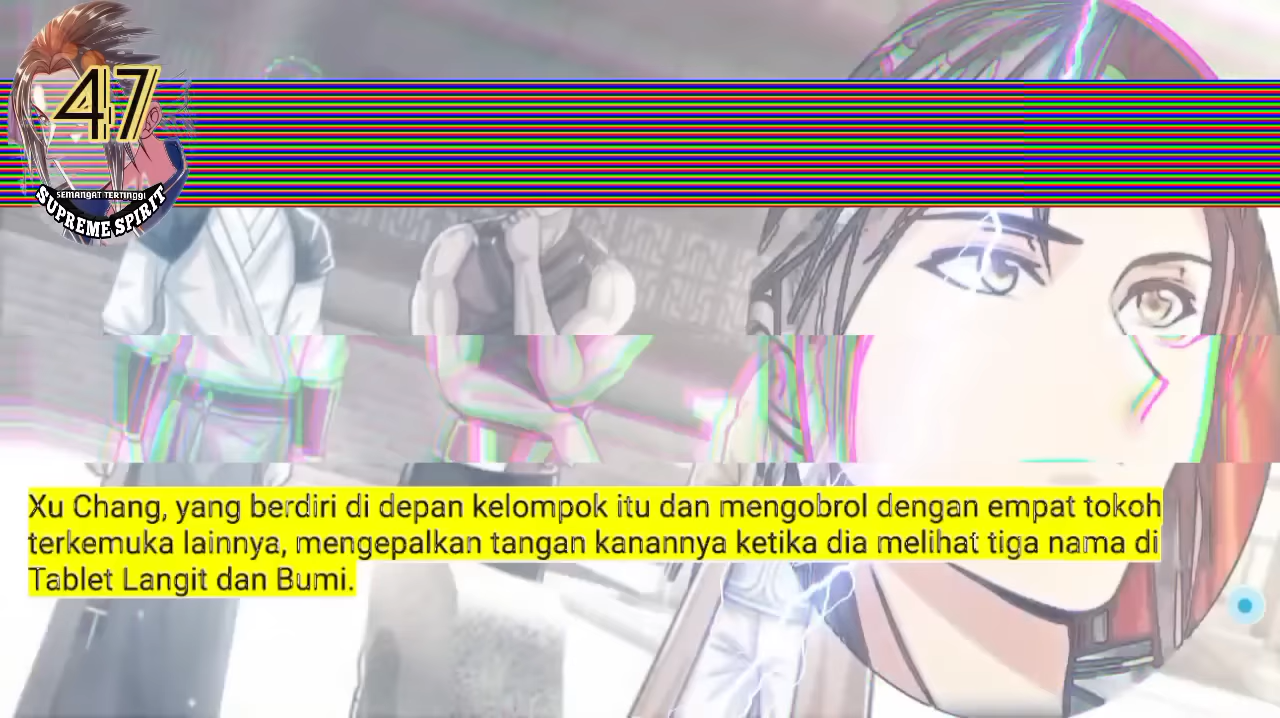 47
SEMANGAT TERTINGGI
SUPREME SPIRIT
Xu Chang, yang berdiri di depan kelompok itu dan mengobrol dengan empat tokoh
terkemuka lainnya, mengepalkan tangan kanannya ketika dia melihat tiga nama di
Tablet Langit dan Bumi.